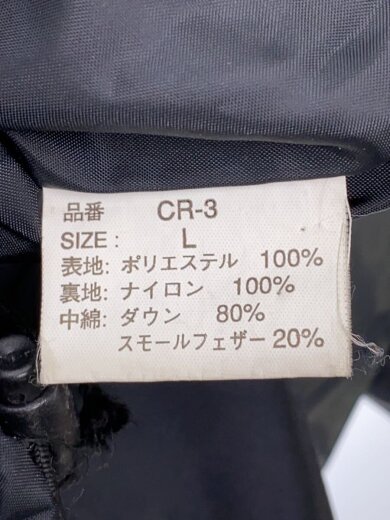 品番 CR-3
SIZE : L
表地: ポリエステル 100%
裏地: ナイロン 100%
中綿: ダウン 80%
スモールフェザー 20%